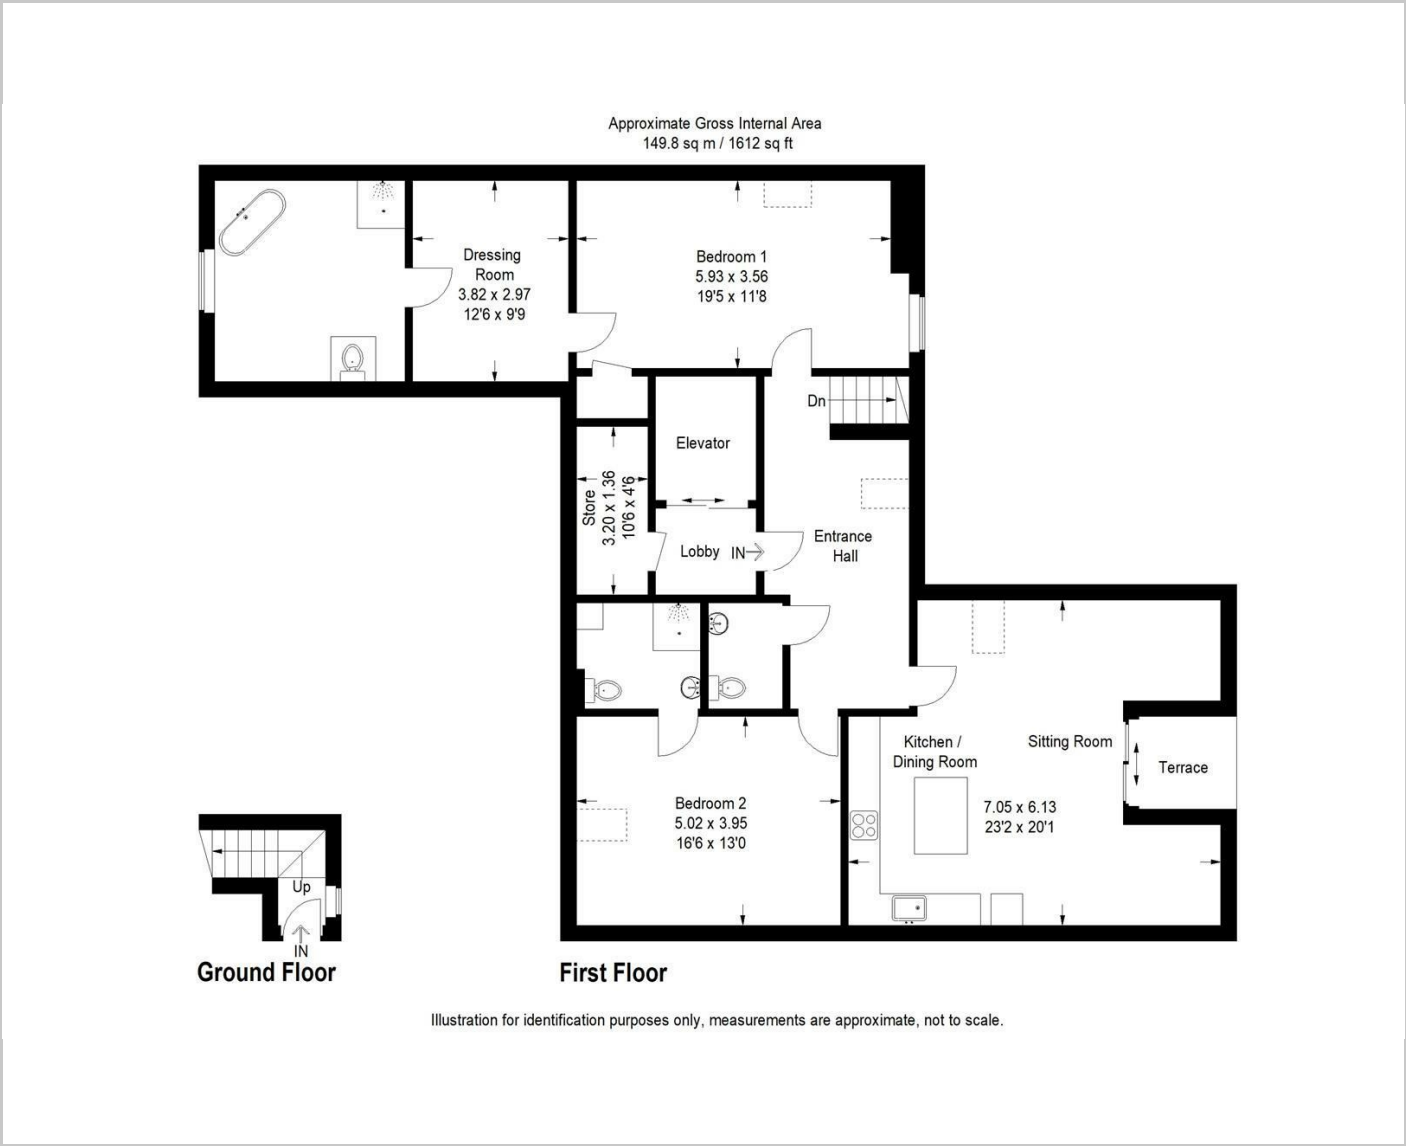 Approximate Gross Internal Area
149.8 sq m / 1612 sq ft
Dressing
Room
3.82 x 2.97
12'6 x 9'9
Bedroom 1
5.93 x 3.56
19'5 x 11'8
Dn
Elevator
Store
3.20 x 1.36
10'6 x 4'6
Lobby
IN
Entrance
Hall
Kitchen /
Dining Room
Sitting Room
Terrace
7.05 x 6.13
23'2 x 20'1
Bedroom 2
5.02 x 3.95
16'6 x 13'0
Up
IN
Ground Floor
First Floor
Illustration for identification purposes only, measurements are approximate, not to scale.